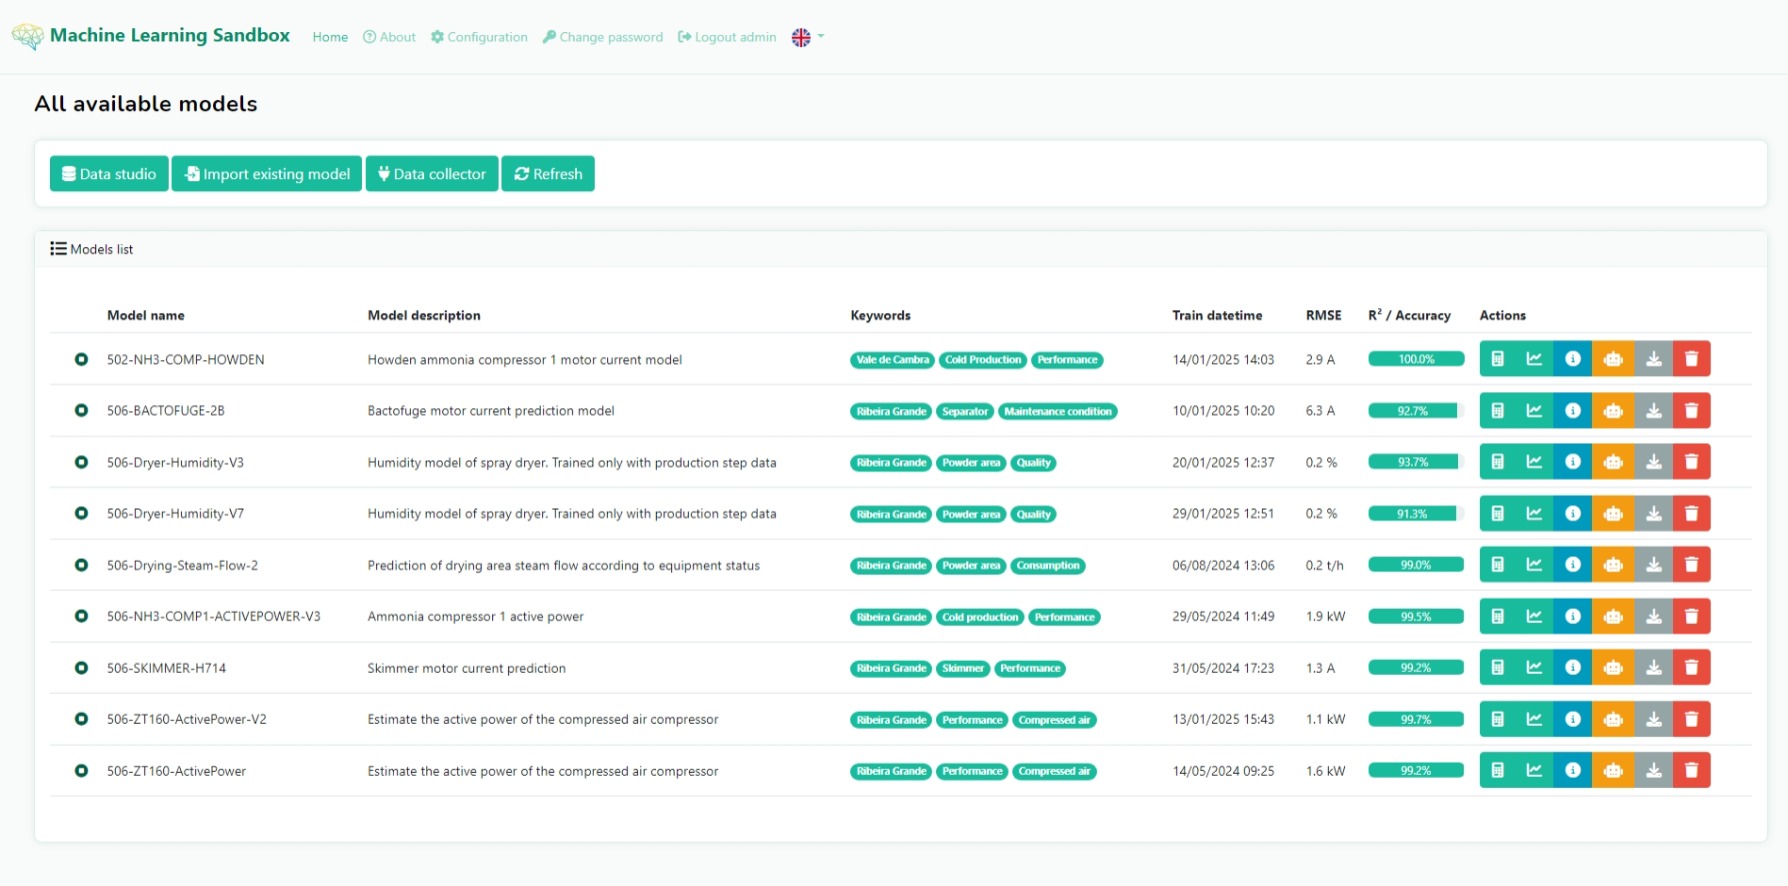 Machine Learning Sandbox Home About Configuration Change password Logout admin
All available models
Data studio Import existing model Data collector Refresh
Models list
Model name Model description Keywords Train datetime RMSE R² / Accuracy Actions
502-NH3-COMP-HOWDEN Howden ammonia compressor 1 motor current model Vale de Cambra Cold Production Performance 14/01/2025 14:03 2.9 A 100.0%
506-BACTOFUGE-2B Bactofuge motor current prediction model Ribeira Grande Separator Maintenance condition 10/01/2025 10:20 6.3 A 92.7%
506-Dryer-Humidity-V3 Humidity model of spray dryer. Trained only with production step data Ribeira Grande Powder area Quality 20/01/2025 12:37 0.2 % 93.7%
506-Dryer-Humidity-V7 Humidity model of spray dryer. Trained only with production step data Ribeira Grande Powder area Quality 29/01/2025 12:51 0.2 % 91.3%
506-Drying-Steam-Flow-2 Prediction of drying area steam flow according to equipment status Ribeira Grande Powder area Consumption 06/08/2024 13:06 0.2 t/h 99.0%
506-NH3-COMP1-ACTIVEPOWER-V3 Ammonia compressor 1 active power Ribeira Grande Cold production Performance 29/05/2024 11:49 1.9 kW 99.5%
506-SKIMMER-H714 Skimmer motor current prediction Ribeira Grande Skimmer Performance 31/05/2024 17:23 1.3 A 99.2%
506-ZT160-ActivePower-V2 Estimate the active power of the compressed air compressor Ribeira Grande Performance Compressed air 13/01/2025 15:43 1.1 kW 99.7%
506-ZT160-ActivePower Estimate the active power of the compressed air compressor Ribeira Grande Performance Compressed air 14/05/2024 09:25 1.6 kW 99.2%